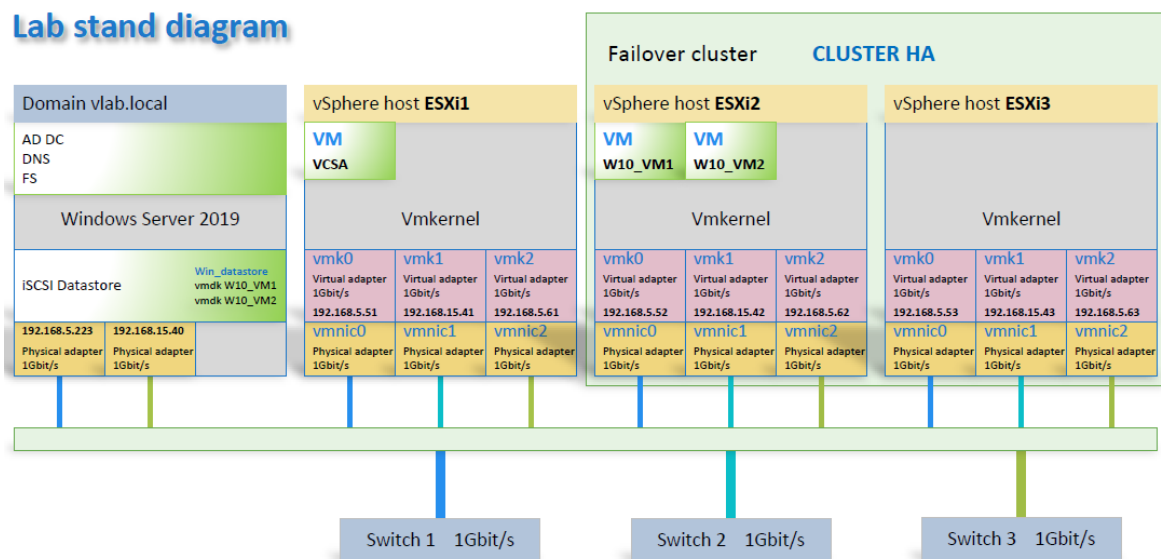 Lab stand diagram
Failover cluster CLUSTER HA
Domain vlab.local
AD DC
DNS
FS
Windows Server 2019
iSCSI Datastore
Win_datastore
vmdk W10_VM1
vmdk W10_VM2
192.168.5.223
Physical adapter
1Gbit/s
192.168.15.40
Physical adapter
1Gbit/s
vSphere host ESXi1
VM
VCSA
Vmkernel
vmk0
Virtual adapter
1Gbit/s
192.168.5.51
vmk1
Virtual adapter
1Gbit/s
192.168.15.41
vmk2
Virtual adapter
1Gbit/s
192.168.5.61
vmnic0
Physical adapter
1Gbit/s
vmnic1
Physical adapter
1Gbit/s
vmnic2
Physical adapter
1Gbit/s
vSphere host ESXi2
VM
W10_VM1
VM
W10_VM2
Vmkernel
vmk0
Virtual adapter
1Gbit/s
192.168.5.52
vmk1
Virtual adapter
1Gbit/s
192.168.15.42
vmk2
Virtual adapter
1Gbit/s
192.168.5.62
vmnic0
Physical adapter
1Gbit/s
vmnic1
Physical adapter
1Gbit/s
vmnic2
Physical adapter
1Gbit/s
vSphere host ESXi3
Vmkernel
vmk0
Virtual adapter
1Gbit/s
192.168.5.53
vmk1
Virtual adapter
1Gbit/s
192.168.15.43
vmk2
Virtual adapter
1Gbit/s
192.168.5.63
vmnic0
Physical adapter
1Gbit/s
vmnic1
Physical adapter
1Gbit/s
vmnic2
Physical adapter
1Gbit/s
Switch 1 1Gbit/s
Switch 2 1Gbit/s
Switch 3 1Gbit/s